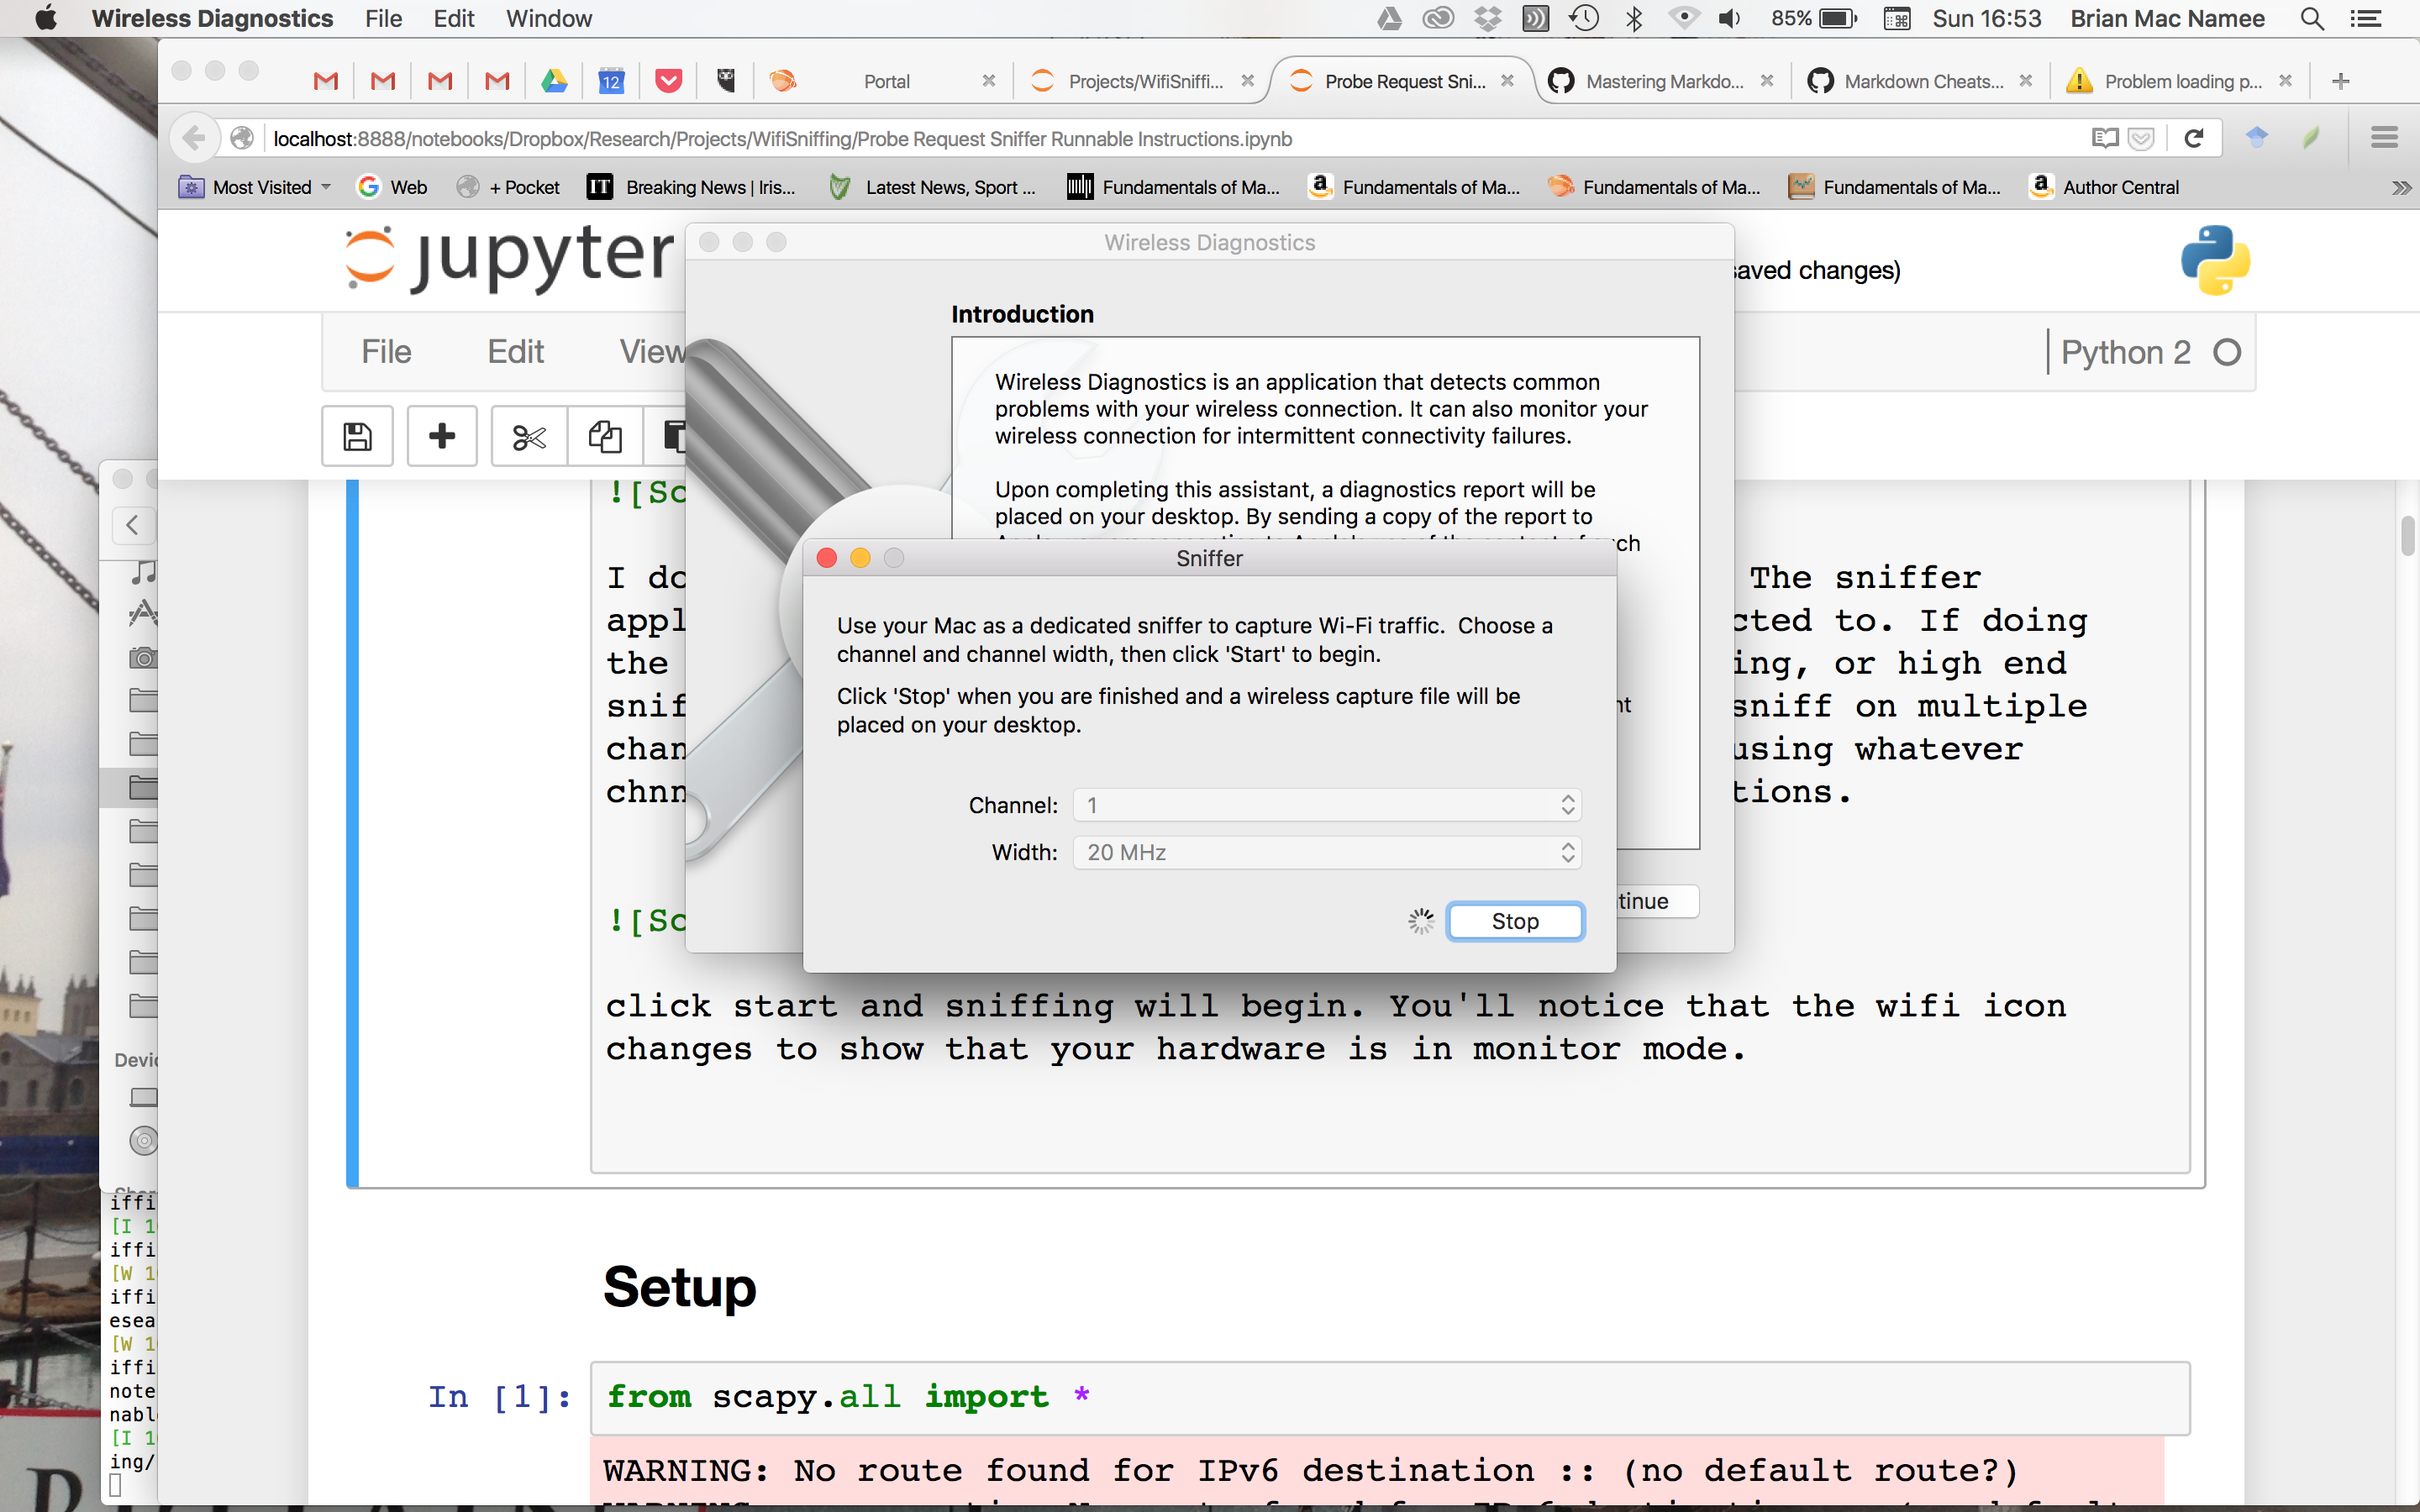 Wireless Diagnostics File Edit Window 85% Sun 16:53 Brian Mac Namee
12 Portal Projects/WifiSniffi... Probe Request Sni... Mastering Markdo... Markdown Cheats... Problem loading p...
localhost:8888/notebooks/Dropbox/Research/Projects/WifiSniffing/Probe Request Sniffer Runnable Instructions.ipynb
Most Visited Web + Pocket Breaking News | Iris... Latest News, Sport ... Fundamentals of Ma... Fundamentals of Ma... Fundamentals of Ma... Fundamentals of Ma... Author Central
jupyter
aved changes)
File Edit View
Python 2
Wireless Diagnostics
Introduction
Wireless Diagnostics is an application that detects common
problems with your wireless connection. It can also monitor your
wireless connection for intermittent connectivity failures.
Upon completing this assistant, a diagnostics report will be
placed on your desktop. By sending a copy of the report to
ch
nt
tinue
Sniffer
Use your Mac as a dedicated sniffer to capture Wi-Fi traffic. Choose a
channel and channel width, then click 'Start' to begin.
Click 'Stop' when you are finished and a wireless capture file will be
placed on your desktop.
Channel: 1
Width: 20 MHz
Stop
![Sc
I do The sniffer
appl cted to. If doing
the ing, or high end
snif sniff on multiple
chan using whatever
chnn tions.
![Sc
click start and sniffing will begin. You'll notice that the wifi icon
changes to show that your hardware is in monitor mode.
Setup
In [1]: from scapy.all import *
WARNING: No route found for IPv6 destination :: (no default route?)
Devic
iffi
[I 1
iffi
[W 1
iffi
esea
[W 1
iffi
note
nabl
[I 1
ing/